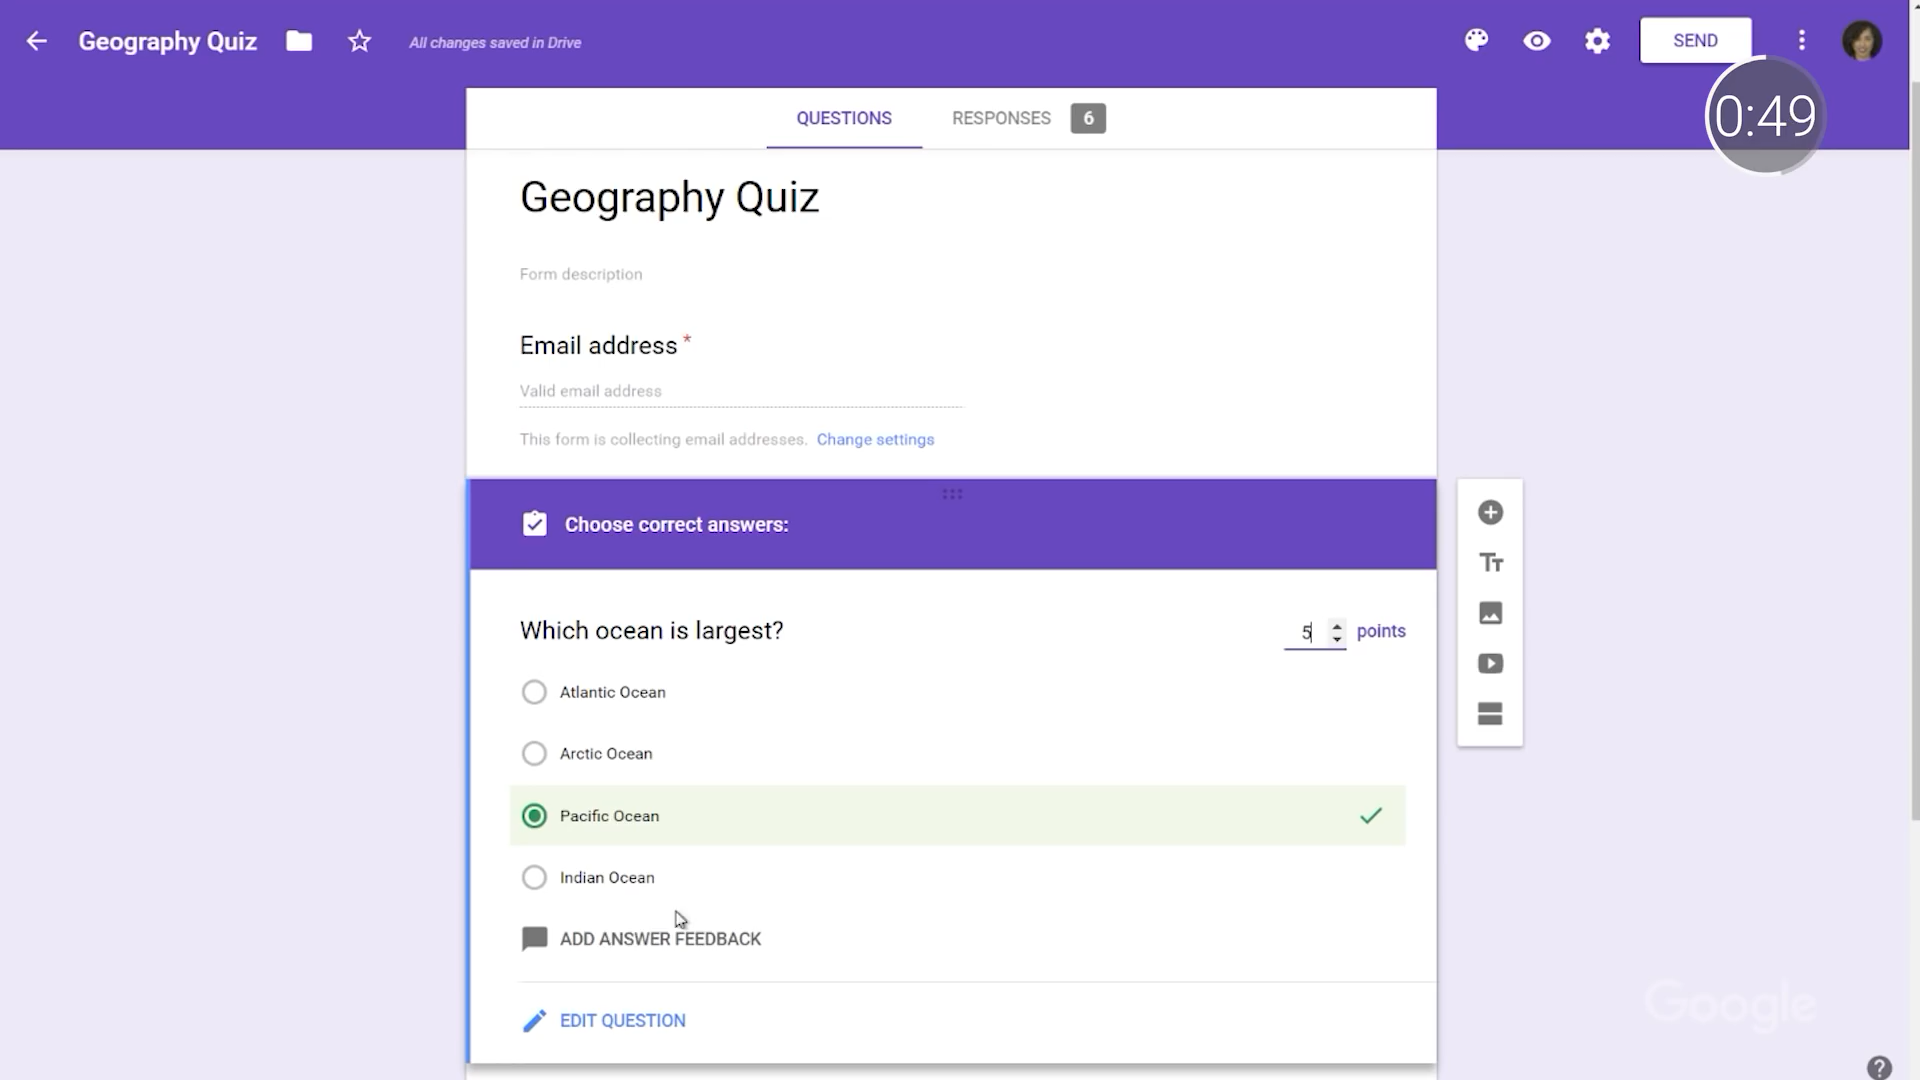 Geography Quiz
All changes saved in Drive
SEND
0:49
QUESTIONS
RESPONSES 6
Geography Quiz
Form description
Email address *
Valid email address
This form is collecting email addresses. Change settings
Choose correct answers:
Which ocean is largest?
5 points
Atlantic Ocean
Arctic Ocean
Pacific Ocean
Indian Ocean
ADD ANSWER FEEDBACK
EDIT QUESTION
Tт
Google
?